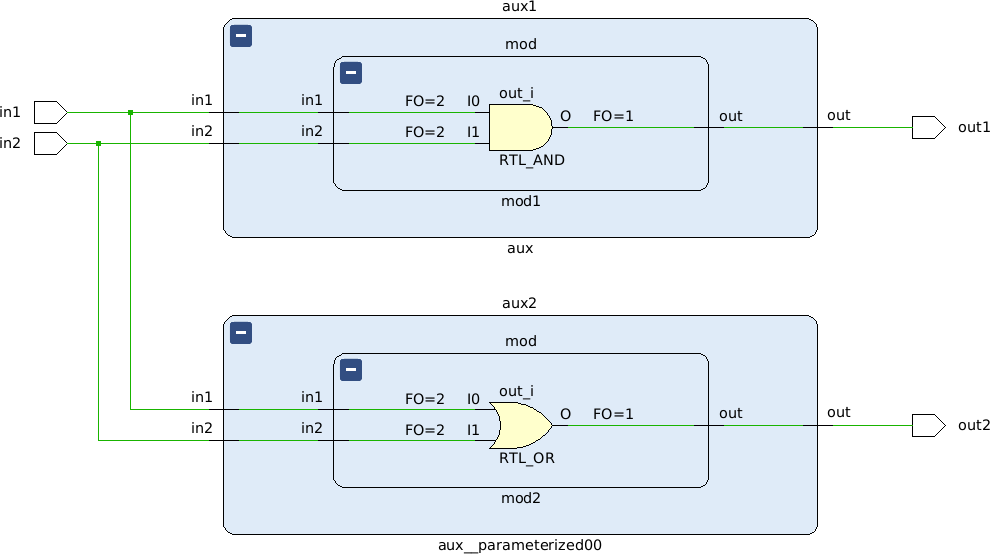 aux1
mod
in1 in1 in1 FO=2 I0 out_i O FO=1 out out out1
in2 in2 in2 FO=2 I1
RTL_AND
mod1
aux
aux2
mod
in1 in1 FO=2 I0 out_i O FO=1 out out out2
in2 in2 FO=2 I1
RTL_OR
mod2
aux__parameterized00